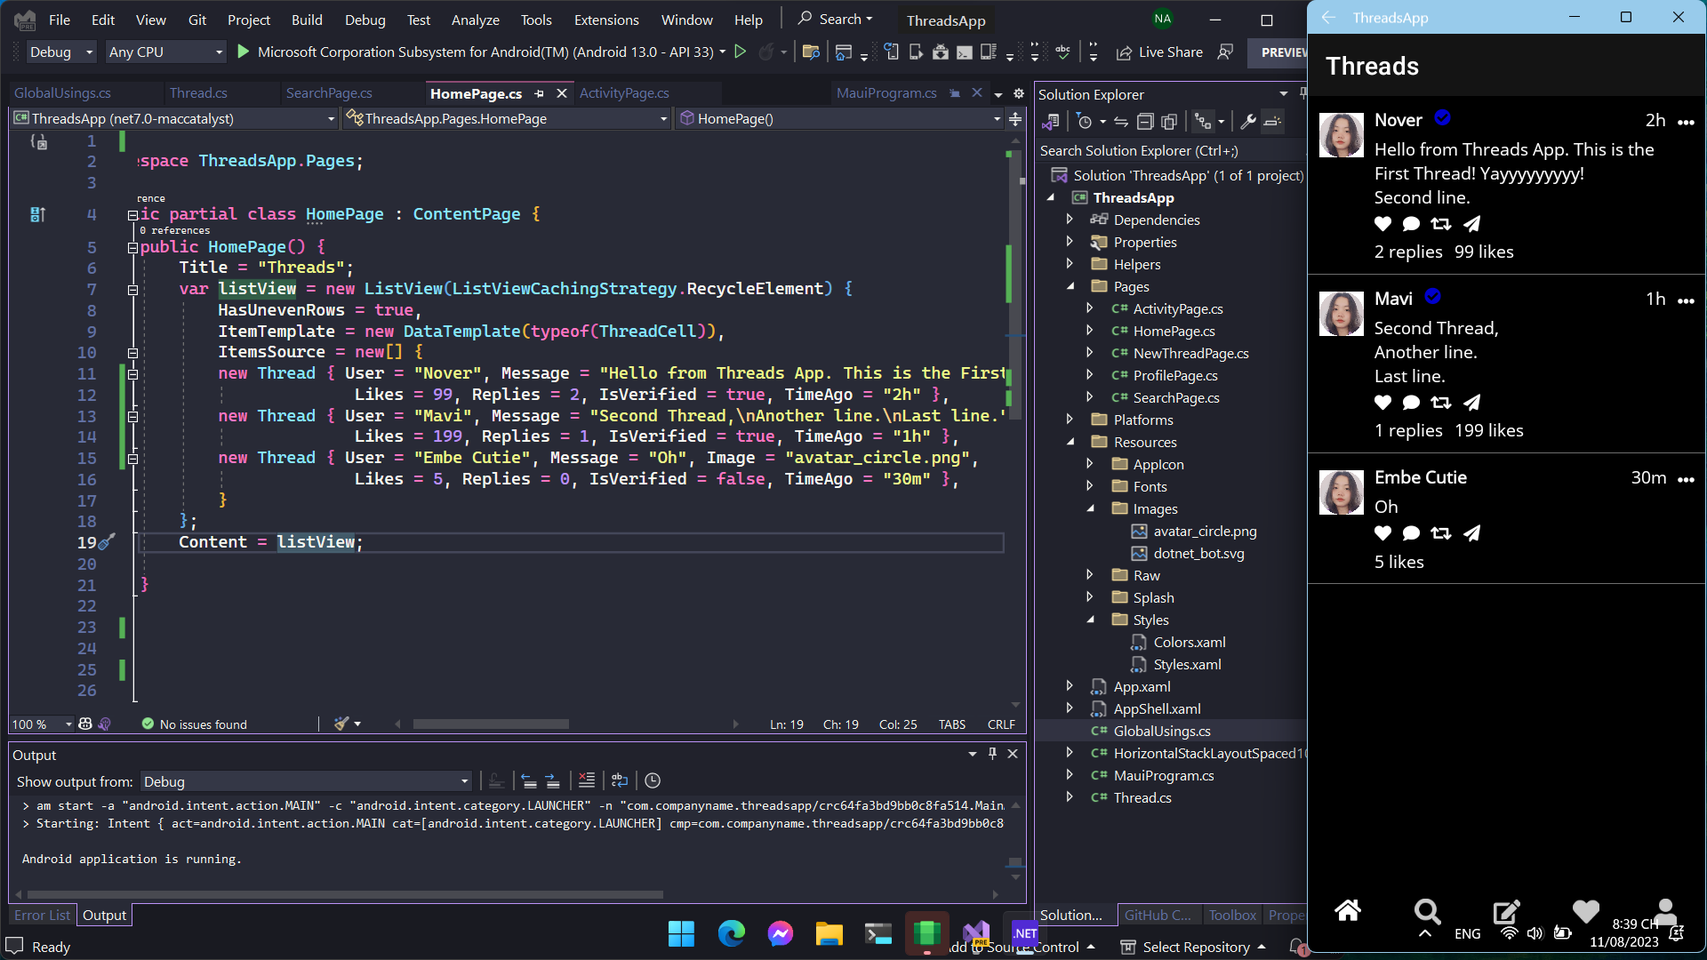 File Edit View Git Project Build Debug Test Analyze Tools Extensions Window Help Search ThreadsApp NA
Debug Any CPU Microsoft Corporation Subsystem for Android(TM) (Android 13.0 - API 33) Live Share PREVIEW
GlobalUsings.cs Thread.cs SearchPage.cs HomePage.cs ActivityPage.cs MauiProgram.cs
ThreadsApp (net7.0-maccatalyst) ThreadsApp.Pages.HomePage HomePage()
1
2 espace ThreadsApp.Pages;
3
rence
4 ic partial class HomePage : ContentPage {
0 references
5 public HomePage() {
6 Title = "Threads";
7 var listView = new ListView(ListViewCachingStrategy.RecycleElement) {
8 HasUnevenRows = true,
9 ItemTemplate = new DataTemplate(typeof(ThreadCell)),
10 ItemsSource = new[] {
11 new Thread { User = "Nover", Message = "Hello from Threads App. This is the First
12 Likes = 99, Replies = 2, IsVerified = true, TimeAgo = "2h" },
13 new Thread { User = "Mavi", Message = "Second Thread,\nAnother line.\nLast line."
14 Likes = 199, Replies = 1, IsVerified = true, TimeAgo = "1h" },
15 new Thread { User = "Embe Cutie", Message = "Oh", Image = "avatar_circle.png",
16 Likes = 5, Replies = 0, IsVerified = false, TimeAgo = "30m" },
17 }
18 };
19 Content = listView;
20
21 }
22
23
24
25
26
100 % No issues found Ln: 19 Ch: 19 Col: 25 TABS CRLF
Output
Show output from: Debug
> am start -a "android.intent.action.MAIN" -c "android.intent.category.LAUNCHER" -n "com.companyname.threadsapp/crc64fa3bd9bb0c8fa514.Main
> Starting: Intent { act=android.intent.action.MAIN cat=[android.intent.category.LAUNCHER] cmp=com.companyname.threadsapp/crc64fa3bd9bb0c8
Android application is running.
Error List Output
Ready
Solution Explorer
Search Solution Explorer (Ctrl+;)
Solution 'ThreadsApp' (1 of 1 project)
ThreadsApp
Dependencies
Properties
Helpers
Pages
C# ActivityPage.cs
C# HomePage.cs
C# NewThreadPage.cs
C# ProfilePage.cs
C# SearchPage.cs
Platforms
Resources
AppIcon
Fonts
Images
avatar_circle.png
dotnet_bot.svg
Raw
Splash
Styles
Colors.xaml
Styles.xaml
App.xaml
AppShell.xaml
C# GlobalUsings.cs
C# HorizontalStackLayoutSpaced10
C# MauiProgram.cs
C# Thread.cs
Solution... GitHub C... Toolbox Prope
PRE .NET
dd to Source Control Select Repository 1
ThreadsApp
Threads
Nover 2h
Hello from Threads App. This is the
First Thread! Yayyyyyyyyy!
Second line.
2 replies 99 likes
Mavi 1h
Second Thread,
Another line.
Last line.
1 replies 199 likes
Embe Cutie 30m
Oh
5 likes
ENG 8:39 CH
11/08/2023